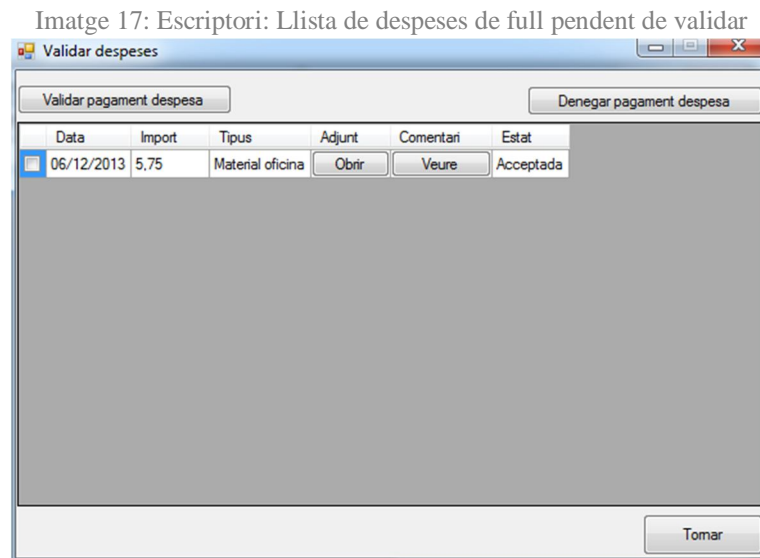 Imatge 17: Escriptori: Llista de despeses de full pendent de validar
Validar despeses
Validar pagament despesa Denegar pagament despesa
Data Import Tipus Adjunt Comentari Estat
06/12/2013 5,75 Material oficina Obrir Veure Acceptada
Tornar